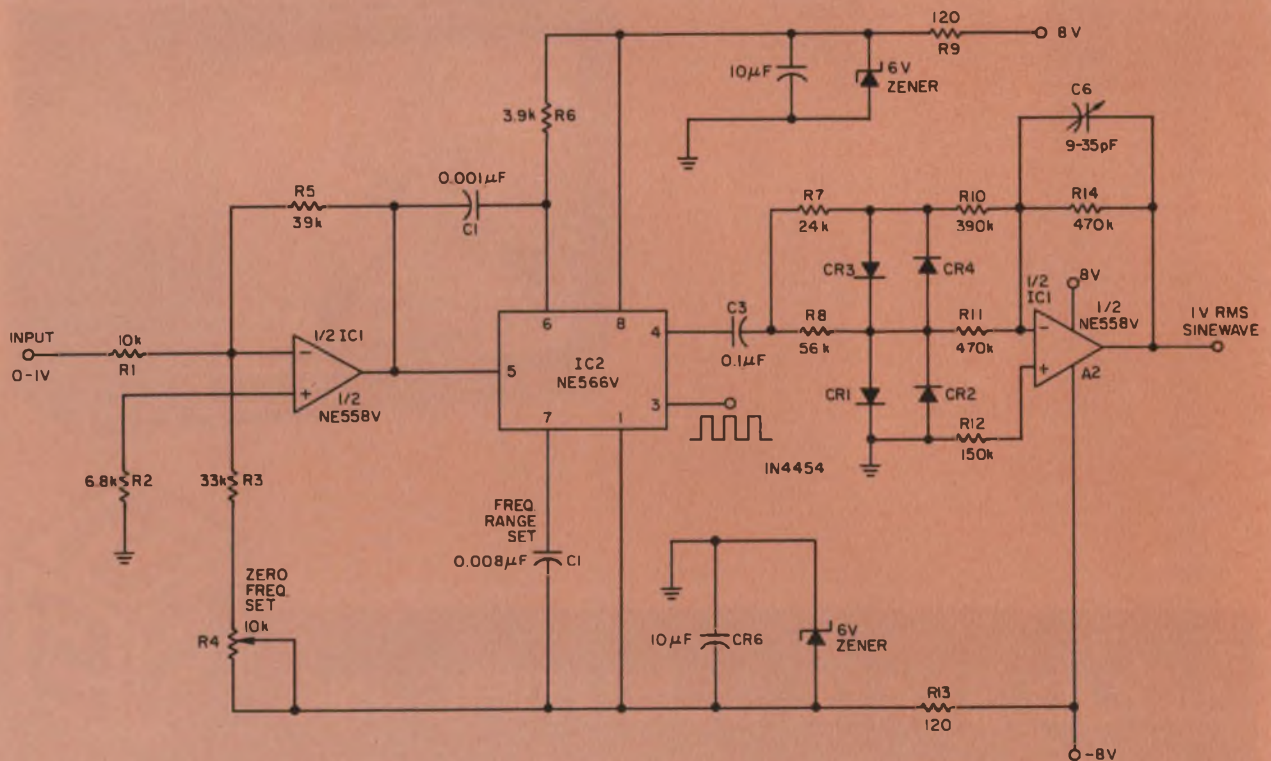 120
R9
8V
10µF
6V
ZENER
C6
9-35pF
3.9k
R6
0.001µF
C1
R5
39k
R7
24k
R10
390k
R14
470k
CR3
CR4
1/2
IC1
8V
1/2
NE558V
A2
INPUT
0-1V
10k
R1
1/2 IC1
1/2
NE558V
6
8
5
4
IC2
NE566V
3
7
1
C3
0.1µF
R8
56k
R11
470k
1V RMS
SINEWAVE
CR1
CR2
R12
150k
1N4454
6.8k
R2
33k
R3
FREQ.
RANGE
SET
0.008µF
C1
ZERO
FREQ.
SET
10k
R4
10µF
CR6
6V
ZENER
R13
120
-8V